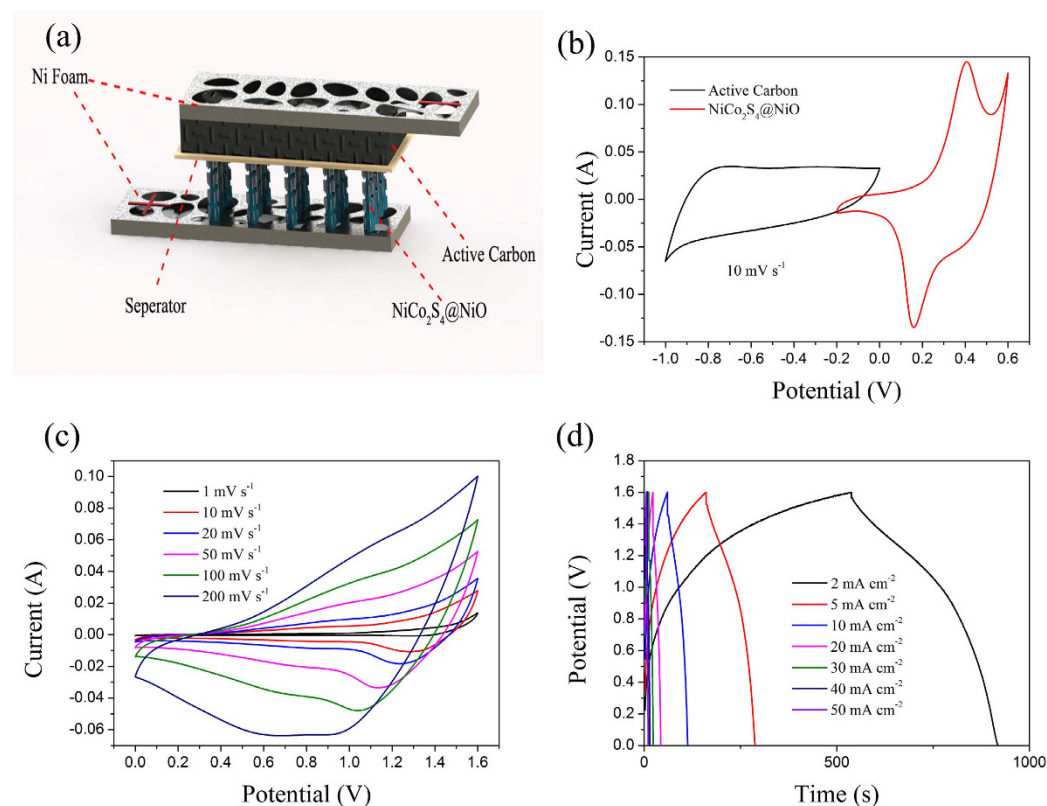 (a)
Ni Foam
Seperator
Active Carbon
NiCo₂S₄@NiO
(b)
Active Carbon
NiCo₂S₄@NiO
10 mV s⁻¹
0.15
0.10
0.05
0.00
-0.05
-0.10
0.15
-1.0 -0.8 -0.6 -0.4 -0.2 0.0 0.2 0.4 0.6
Current (A)
Potential (V)
(c)
1 mV s⁻¹
10 mV s⁻¹
20 mV s⁻¹
50 mV s⁻¹
100 mV s⁻¹
200 mV s⁻¹
0.10
0.08
0.06
0.04
0.02
0.00
-0.02
-0.04
-0.06
0.0 0.2 0.4 0.6 0.8 1.0 1.2 1.4 1.6
Current (A)
Potential (V)
(d)
2 mA cm⁻²
5 mA cm⁻²
10 mA cm⁻²
20 mA cm⁻²
30 mA cm⁻²
40 mA cm⁻²
50 mA cm⁻²
1.8
1.6
1.4
1.2
1.0
0.8
0.6
0.4
0.2
0.0
0 500 1000
Potential (V)
Time (s)